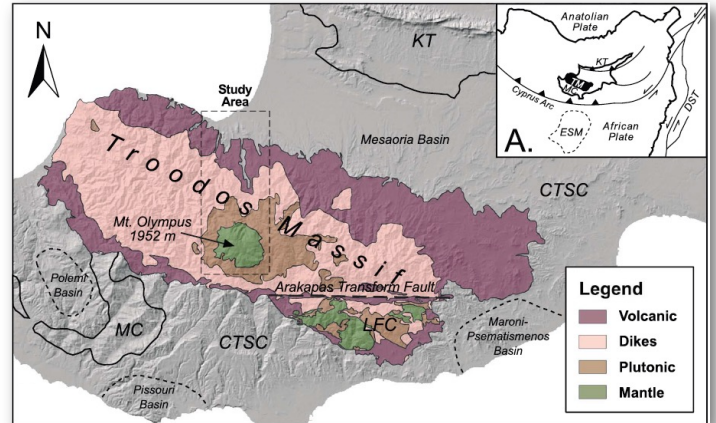 N
KT
Study
Area
Mesaoria Basin
CTSC
Troodos Massif
Mt. Olympus
1952 m
Arakapas Transform Fault
Polemi
Basin
MC
CTSC
LFC
Maroni-
Psematismenos
Basin
Pissouri
Basin
Anatolian
Plate
KT
TM
MC
Cyprus Arc
ESM
African
Plate
DST
A.
Legend
Volcanic
Dikes
Plutonic
Mantle